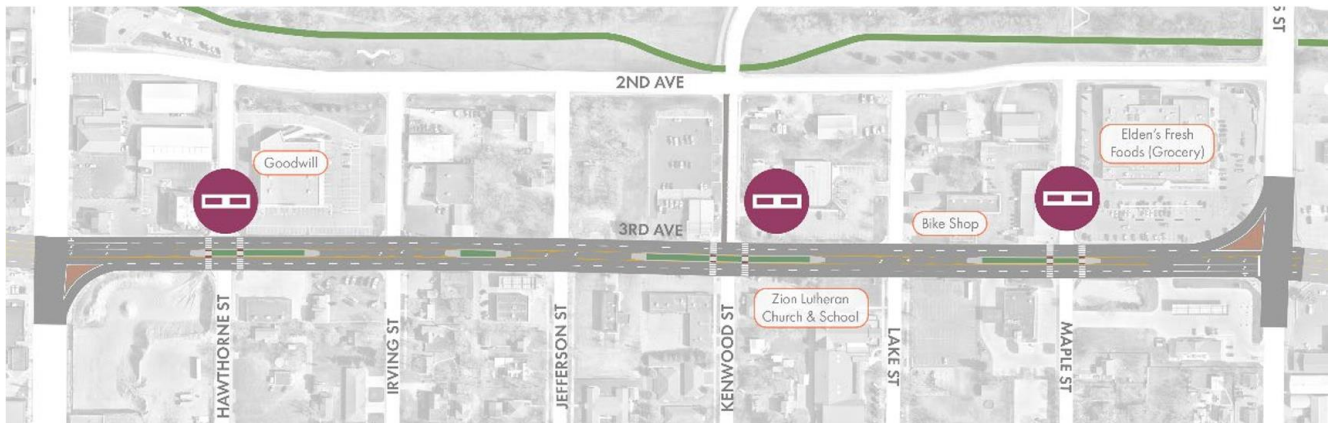 2ND AVE
Goodwill
Elden's Fresh
Foods (Grocery)
3RD AVE
Bike Shop
Zion Lutheran
Church & School
HAWTHORNE ST
IRVING ST
JEFFERSON ST
KENWOOD ST
LAKE ST
MAPLE ST
ST